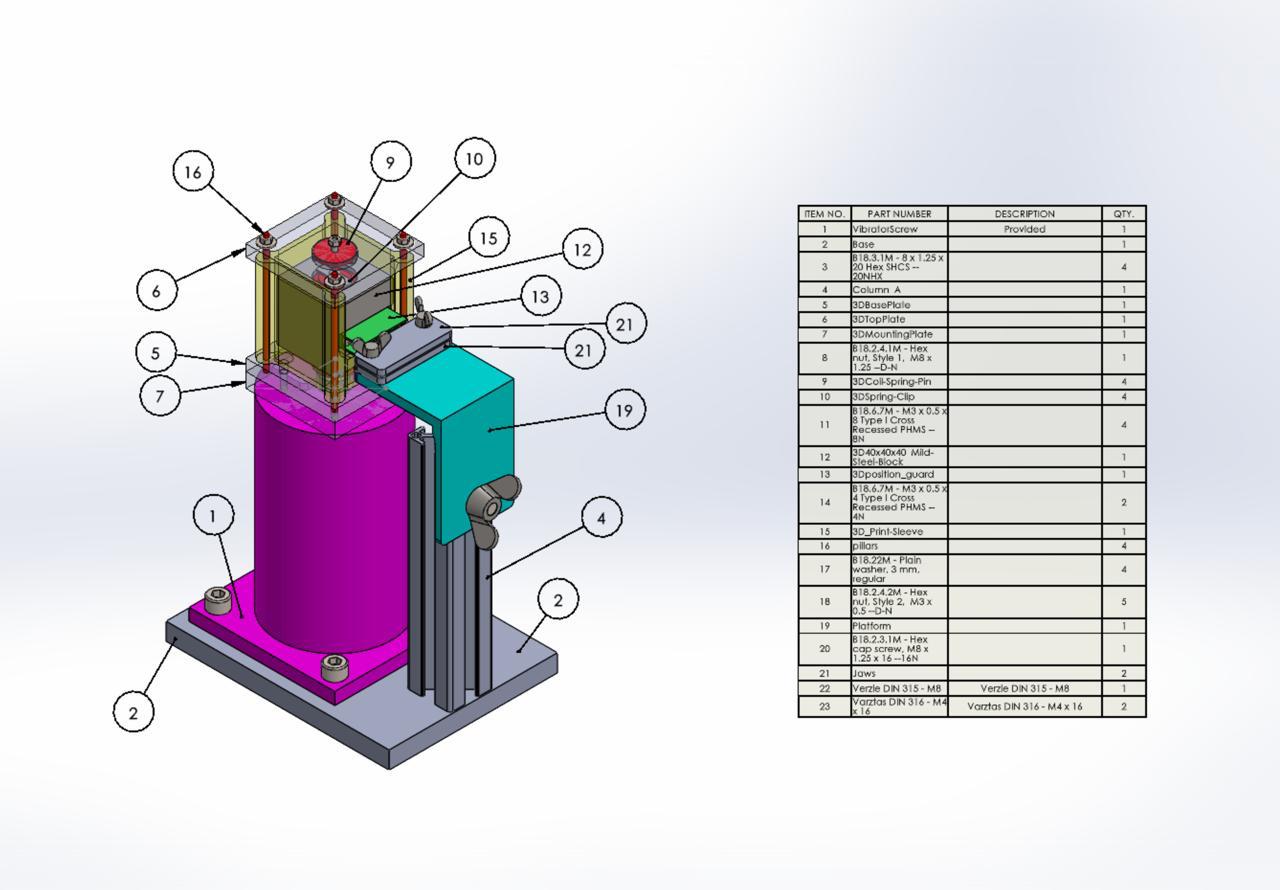 16
9
10
15
12
6
13
21
5
21
7
19
1
4
2
2
ITEM NO. PART NUMBER DESCRIPTION QTY.
1 VibratorScrew Provided 1
2 Base 1
3 B18.3.1M - 8 x 1.25 x
20 Hex SHCS --
20NHX 4
4 Column A 1
5 3DBasePlate 1
6 3DTopPlate 1
7 3DMountingPlate 1
8 B18.2.4.1M - Hex
nut, Style 1, M8 x
1.25 --D-N 1
9 3DCoil-Spring-Pin 4
10 3DSpring-Clip 4
11 B18.6.7M - M3 x 0.5 x
8 Type I Cross
Recessed PHMS --
8N 4
12 3D40x40x40 Mild-
Steel-Block 1
13 3Dposition_guard 1
14 B18.6.7M - M3 x 0.5 x
4 Type I Cross
Recessed PHMS --
4N 2
15 3D_Print-Sleeve 1
16 pillars 4
17 B18.22M - Plain
washer, 3 mm,
regular 4
18 B18.2.4.2M - Hex
nut, Style 2, M3 x
0.5 --D-N 5
19 Platform 1
20 B18.2.3.1M - Hex
cap screw, M8 x
1.25 x 16 --16N 1
21 Jaws 2
22 Verzie DIN 315 - M8 Verzie DIN 315 - M8 1
23 Varztas DIN 316 - M4
x 16 Varztas DIN 316 - M4 x 16 2